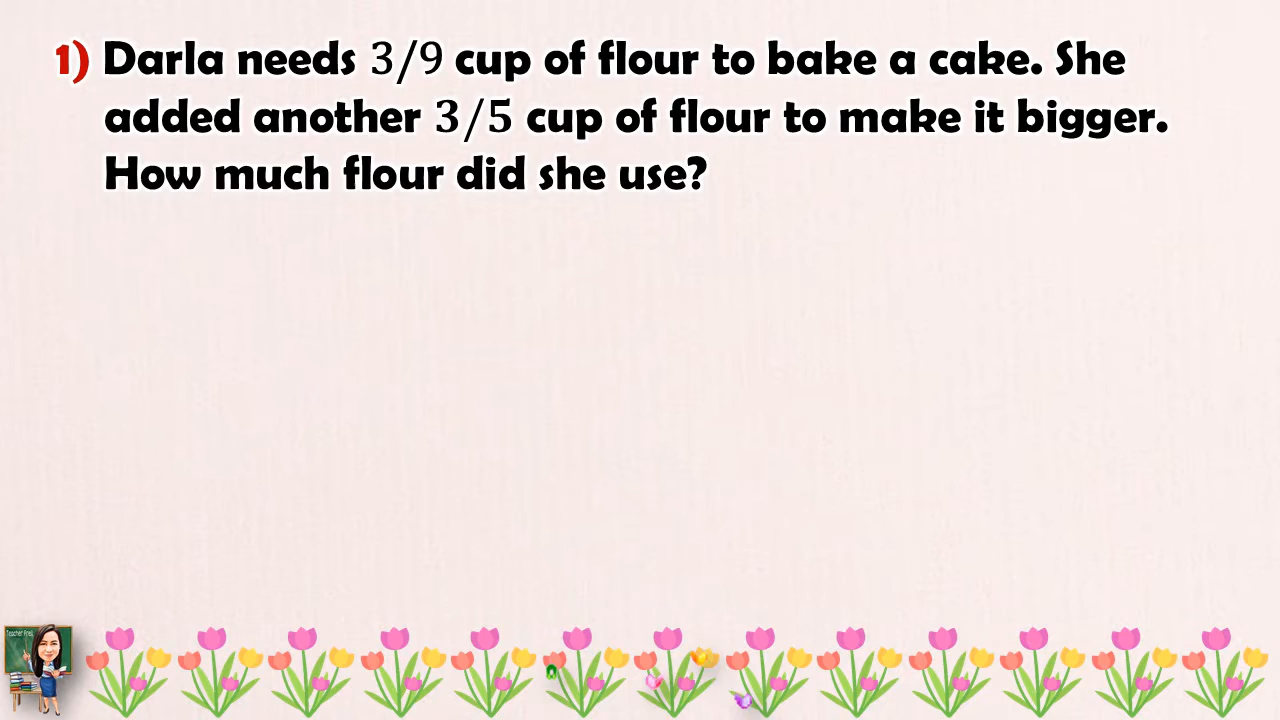 1) Darla needs 3/9 cup of flour to bake a cake. She
added another 3/5 cup of flour to make it bigger.
How much flour did she use?